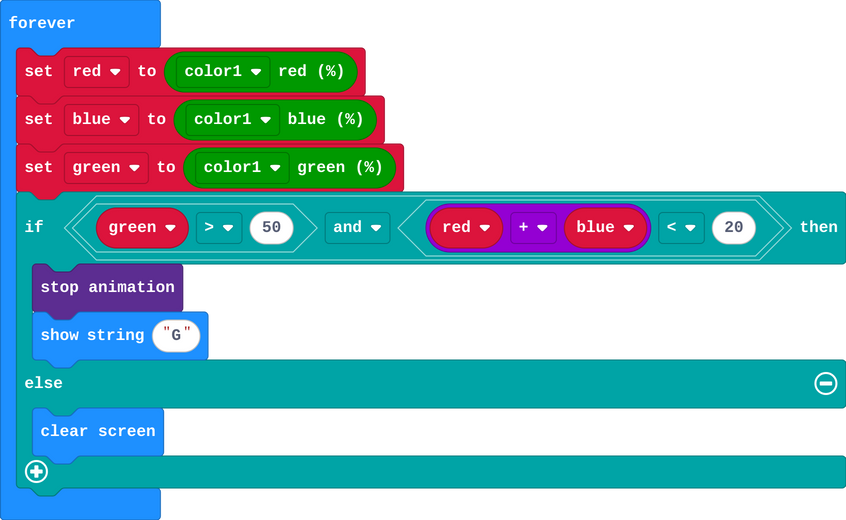 forever
set red to color1 red (%)
set blue to color1 blue (%)
set green to color1 green (%)
if green > 50 and red + blue < 20 then
stop animation
show string "G"
else
clear screen